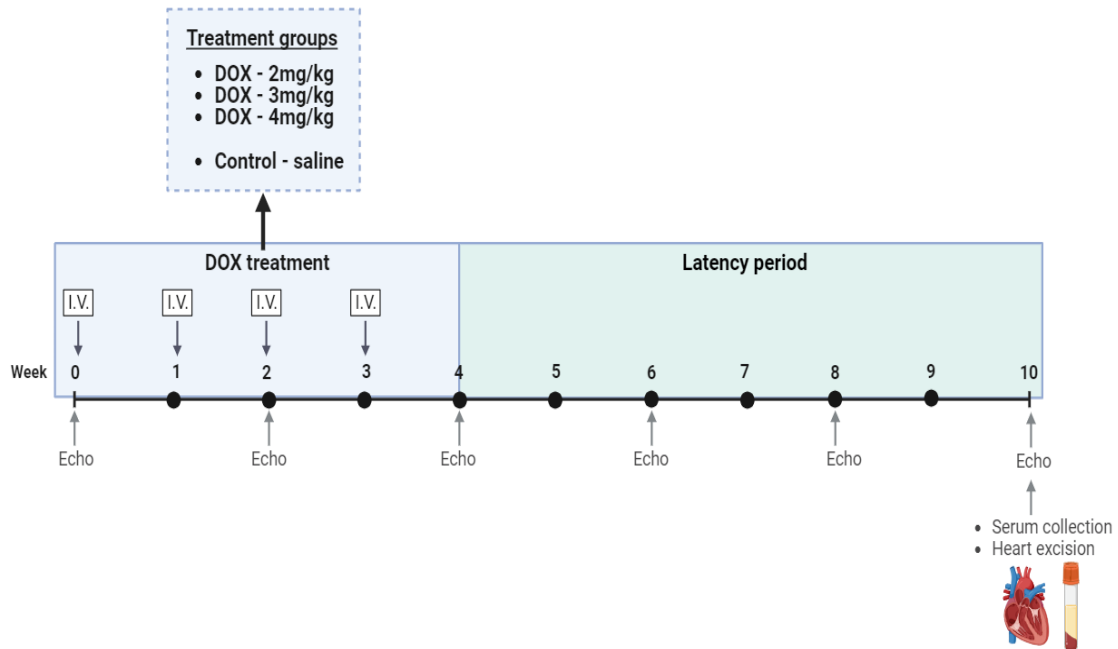 Treatment groups
• DOX - 2mg/kg
• DOX - 3mg/kg
• DOX - 4mg/kg
• Control - saline
DOX treatment
Latency period
I.V.
I.V.
I.V.
I.V.
Week 0 1 2 3 4 5 6 7 8 9 10
Echo
Echo
Echo
Echo
Echo
Echo
• Serum collection
• Heart excision